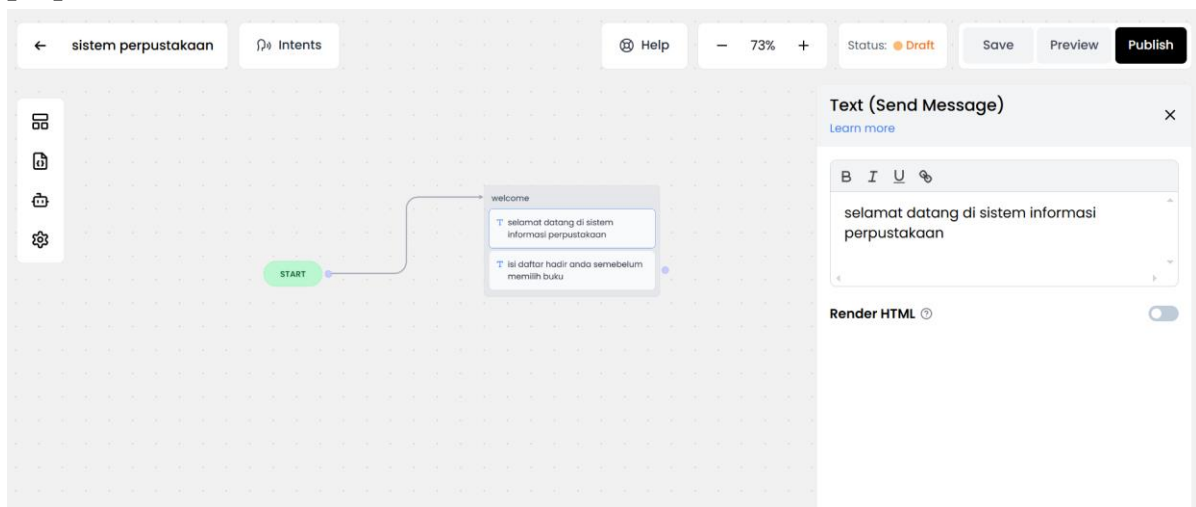 sistem perpustakaan
Intents
Help
− 73% +
Status: Draft
Save
Preview
Publish
Text (Send Message)
Learn more
B I U
selamat datang di sistem informasi
perpustakaan
Render HTML
START
welcome
selamat datang di sistem
informasi perpustakaan
isi daftar hadir anda semebelum
memilih buku